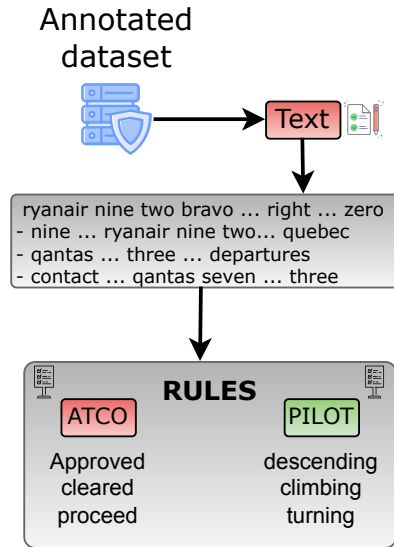 Annotated
dataset
Text
ryanair nine two bravo ... right ... zero
- nine ... ryanair nine two... quebec
- qantas ... three ... departures
- contact ... qantas seven ... three
RULES
ATCO
PILOT
Approved
cleared
proceed
descending
climbing
turning